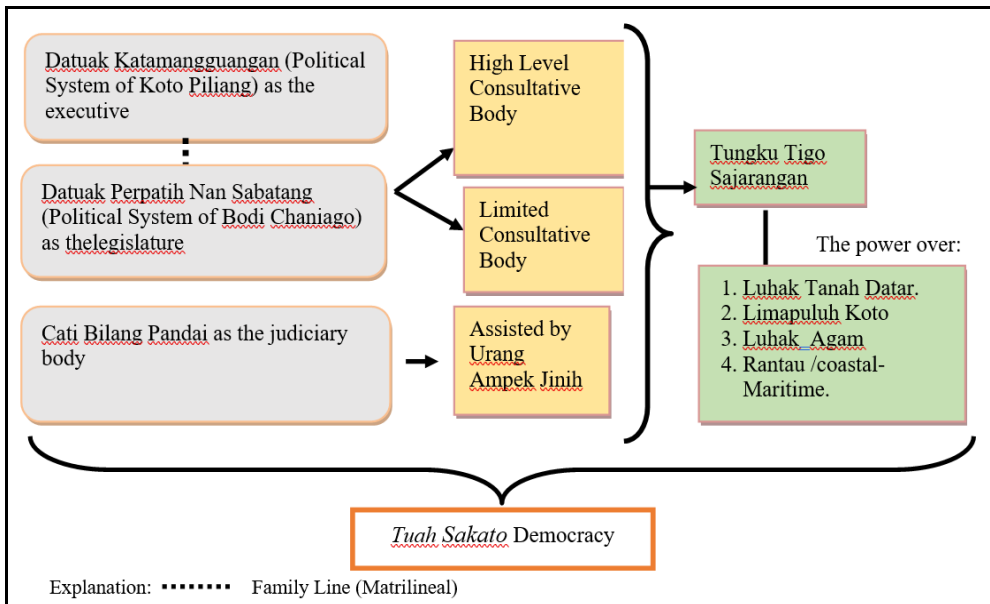 Datuak Katamangguangan (Political
System of Koto Piliang) as the
executive
Datuak Perpatih Nan Sabatang
(Political System of Bodi Chaniago)
as thelegislature
Cati Bilang Pandai as the judiciary
body
High Level
Consultative
Body
Limited
Consultative
Body
Assisted by
Urang
Ampek Jinih
Tungku Tigo
Sajarangan
The power over:
1. Luhak Tanah Datar.
2. Limapuluh Koto
3. Luhak Agam
4. Rantau /coastal-
Maritime.
Tuah Sakato Democracy
Explanation: Family Line (Matrilineal)